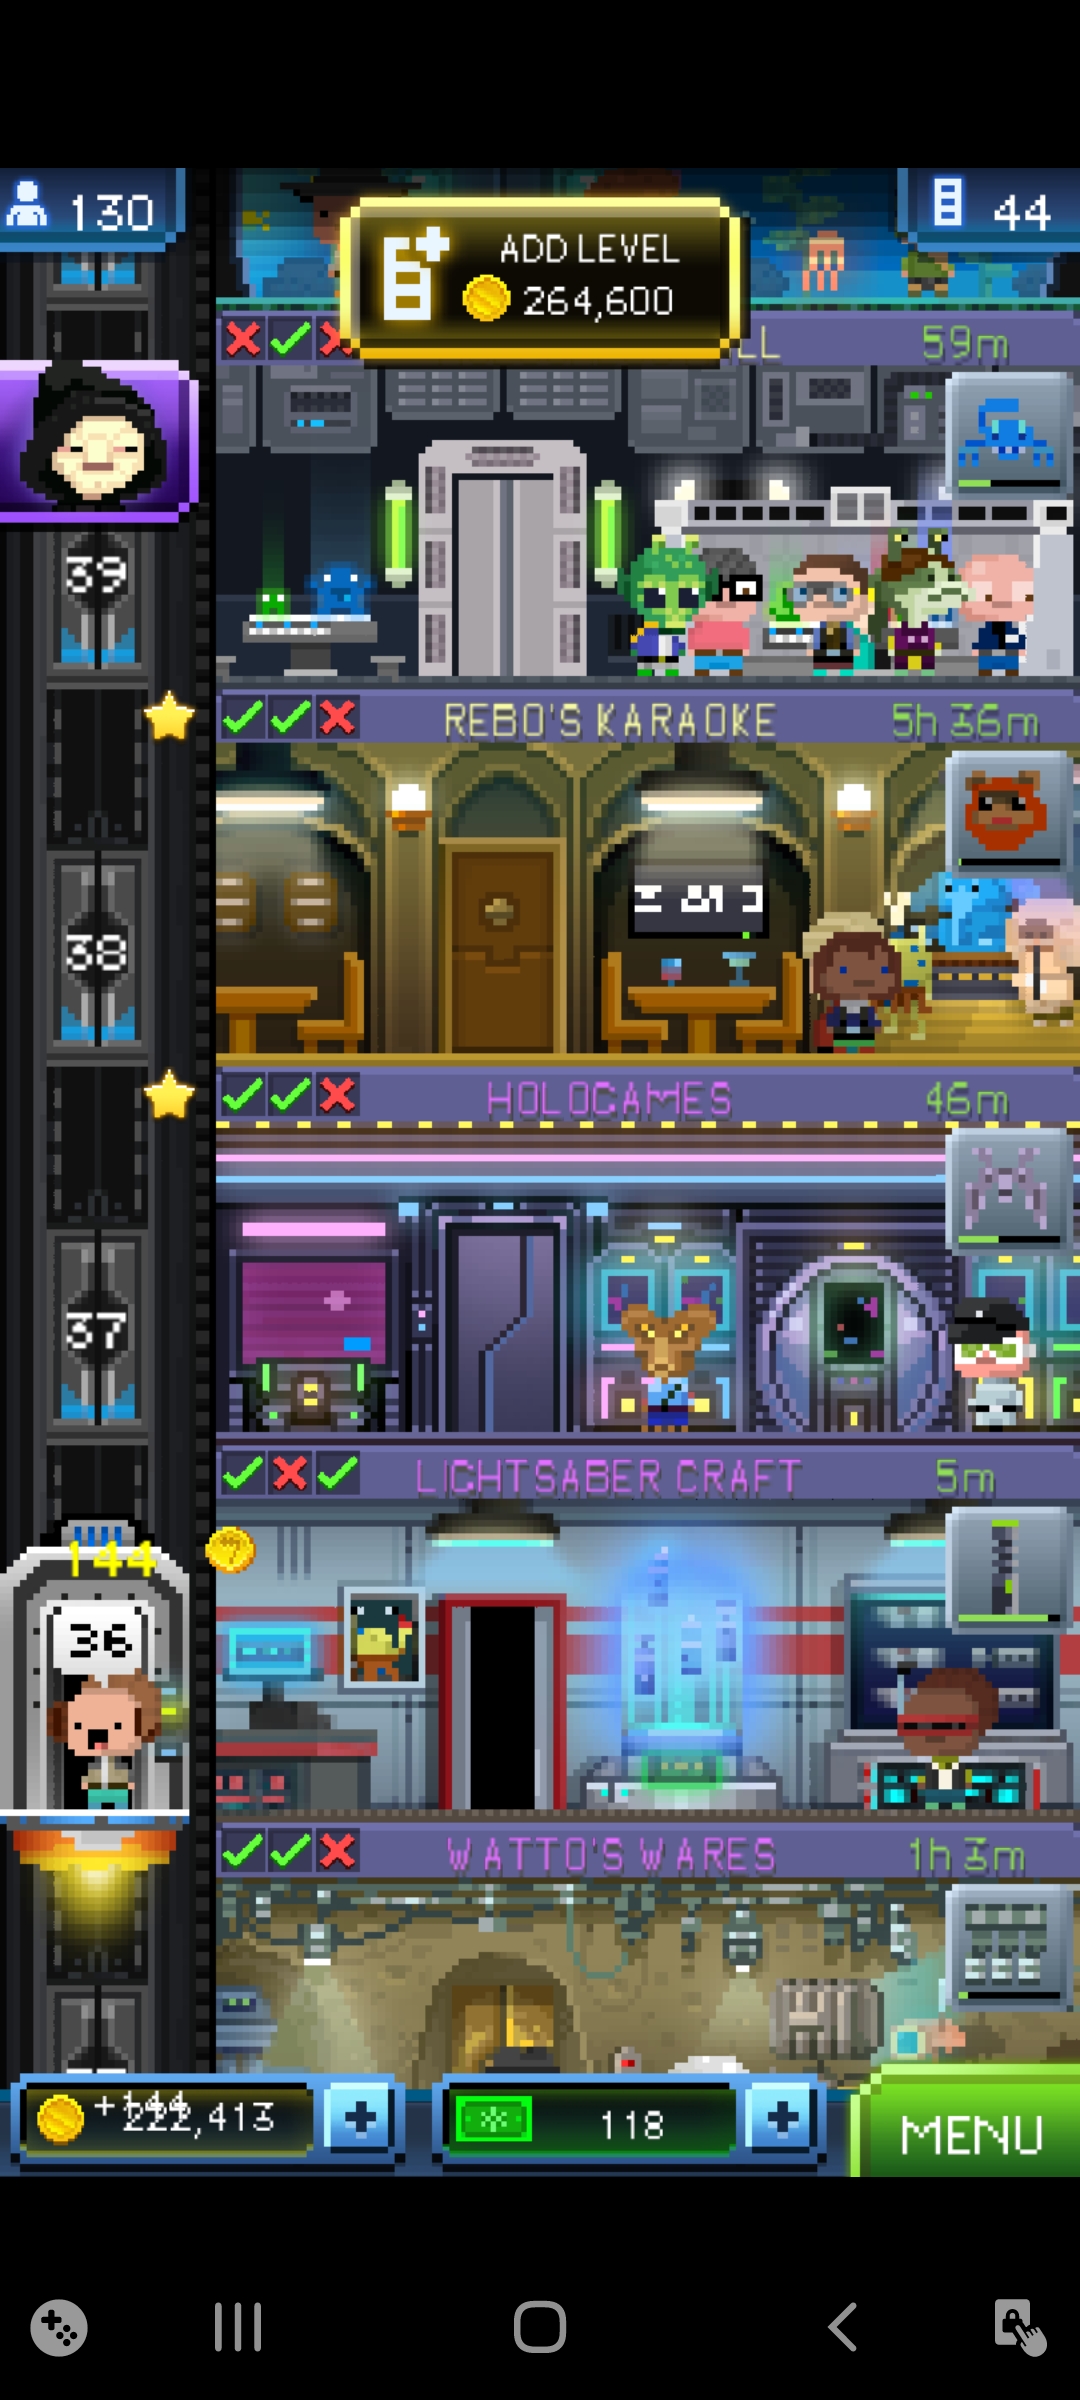 130
ADD LEVEL
264,600
44
LL
59m
39
REBO'S KARAOKE
5h 36m
38
HOLOGAMES
46m
37
LIGHTSABER CRAFT
5m
144
36
WATTO'S WARES
1h 3m
+144
222,413
118
MENU